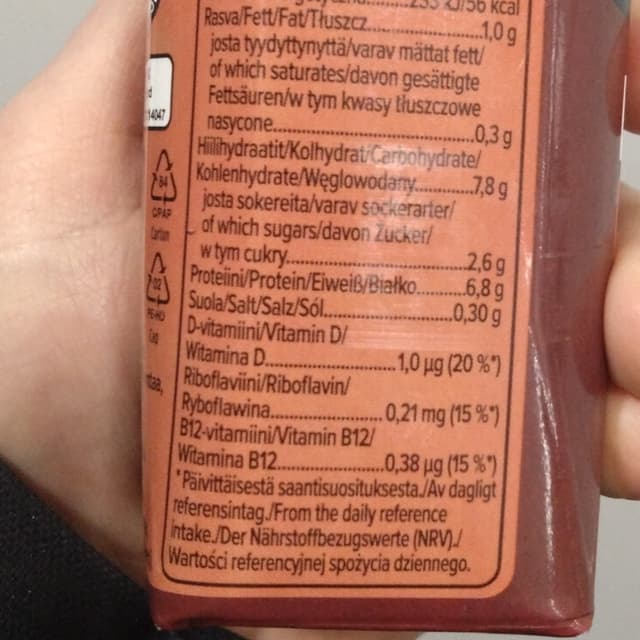 kcal
Rasva/Fett/Fat/Tłuszcz..........1,0 g
josta tyydyttynyttä/varav mättat fett/
of which saturates/davon gesättigte
Fettsäuren/w tym kwasy tłuszczowe
nasycone..........0,3 g
Hiilihydraatit/Kolhydrat/Carbohydrate/
Kohlenhydrate/Węglowodany..........7,8 g
josta sokereita/varav sockerarter/
of which sugars/davon Zucker/
w tym cukry..........2,6 g
Proteiini/Protein/Eiweiß/Białko..........6,8 g
Suola/Salt/Salz/Sól..........0,30 g
D-vitamiini/Vitamin D/
Witamina D..........1,0 µg (20 %*)
Riboflaviini/Riboflavin/
Ryboflawina..........0,21 mg (15 %*)
B12-vitamiini/Vitamin B12/
Witamina B12..........0,38 µg (15 %*)
*Päivittäisestä saantisuosituksesta./Av dagligt
referensintag./From the daily reference
intake./Der Nährstoffbezugswerte (NRV)./
Wartości referencyjnej spożycia dziennego.
84
C/PAP
Carton
02
PE-HD
Cap